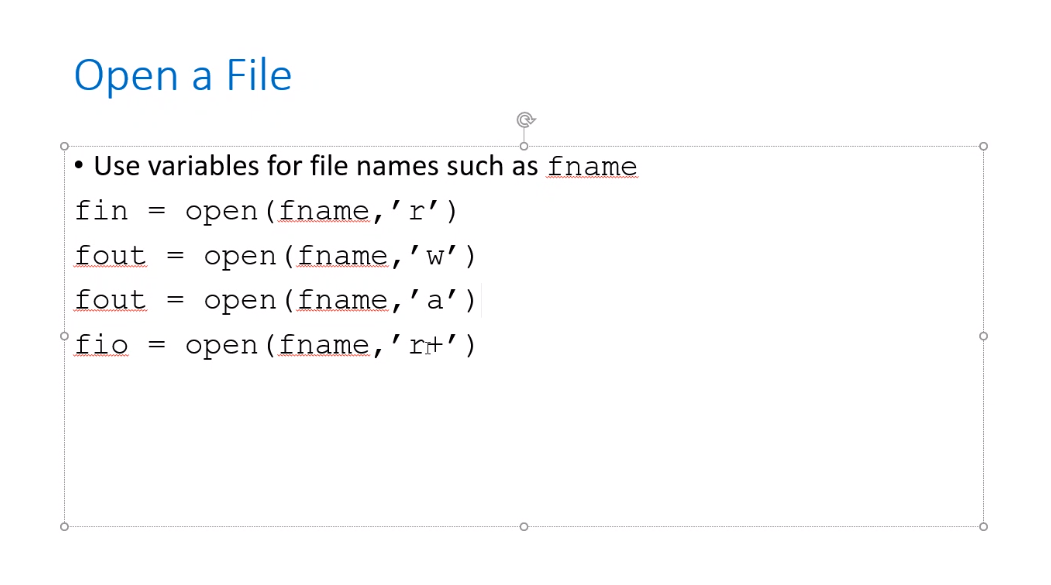 Open a File
• Use variables for file names such as fname
fin = open(fname,’r’)
fout = open(fname,’w’)
fout = open(fname,’a’)
fio = open(fname,’r+’)